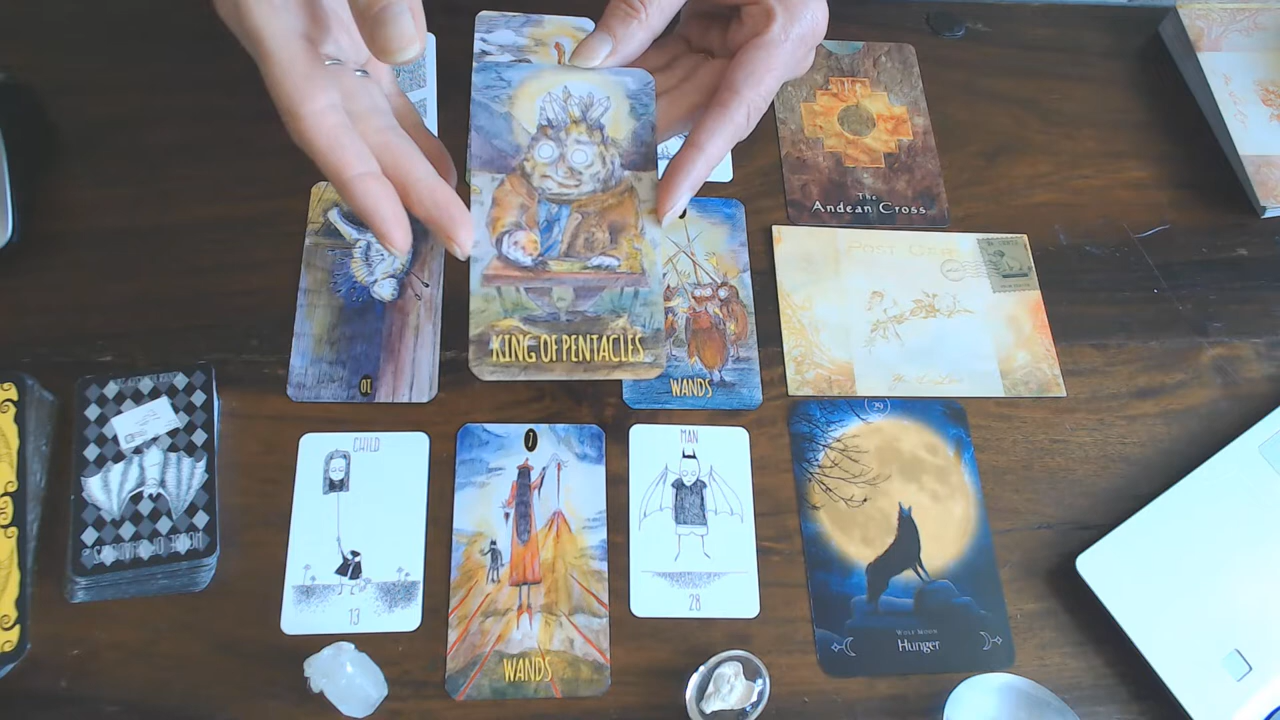 The
Andean Cross
POST CARD
10
KING OF PENTACLES
WANDS
CHILD
13
7
WANDS
MAN
28
29
WOLF MOON
Hunger